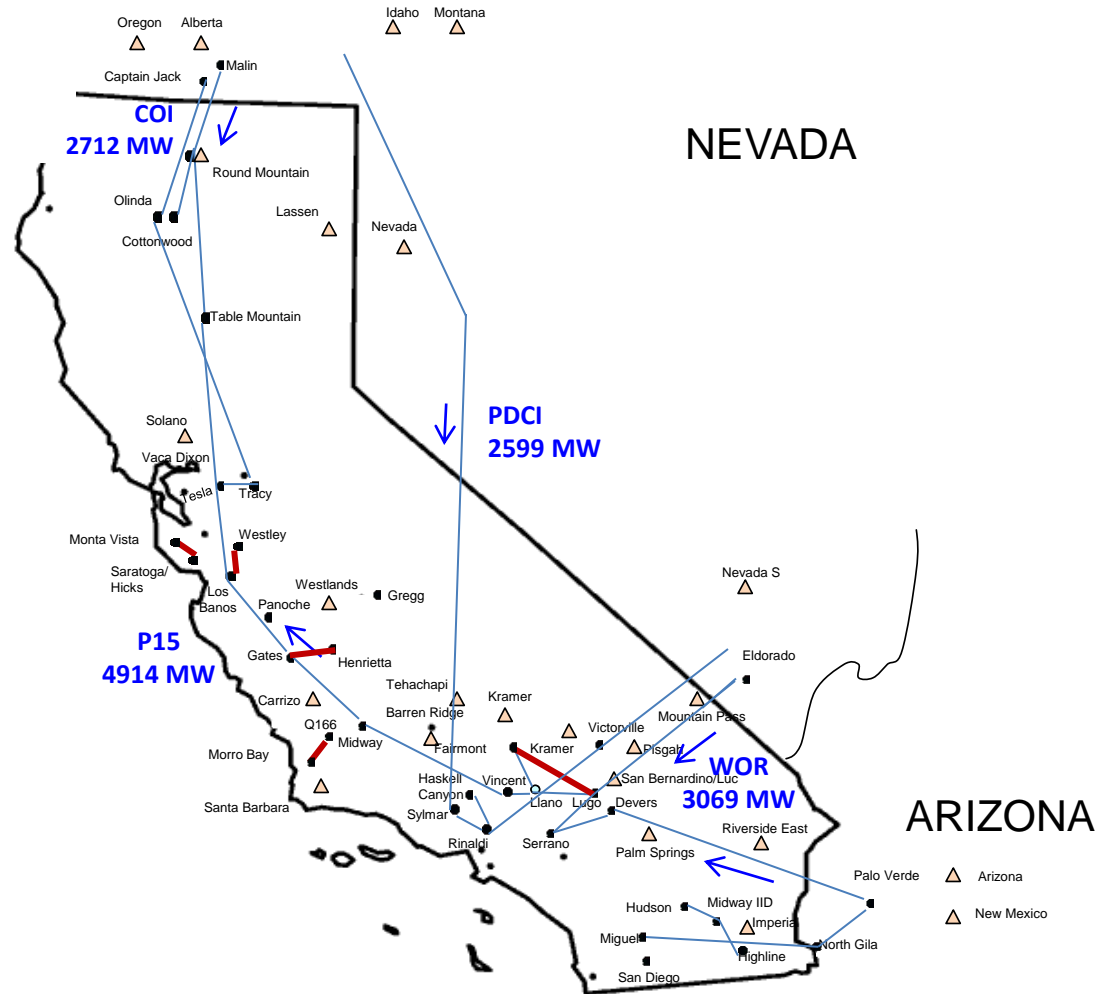 Oregon
Alberta
Idaho
Montana
Malin
Captain Jack
COI
2712 MW
NEVADA
Round Mountain
Olinda
Cottonwood
Lassen
Nevada
Table Mountain
PDCI
2599 MW
Solano
Vaca Dixon
Tesla
Tracy
Monta Vista
Westley
Saratoga/
Hicks
Los
Banos
Westlands
Gregg
Panoche
Nevada S
P15
4914 MW
Gates
Henrietta
Eldorado
Carrizo
Tehachapi
Kramer
Mountain Pass
Barren Ridge
Q166
Midway
Fairmont
Kramer
Victorville
Pisgah
Morro Bay
WOR
3069 MW
Haskell
Canyon
Vincent
San Bernardino/Luc
Santa Barbara
Llano
Lugo
Devers
Sylmar
ARIZONA
Rinaldi
Serrano
Riverside East
Palm Springs
Palo Verde
Arizona
Hudson
Midway IID
New Mexico
Imperia
Miguel
North Gila
Highline
San Diego